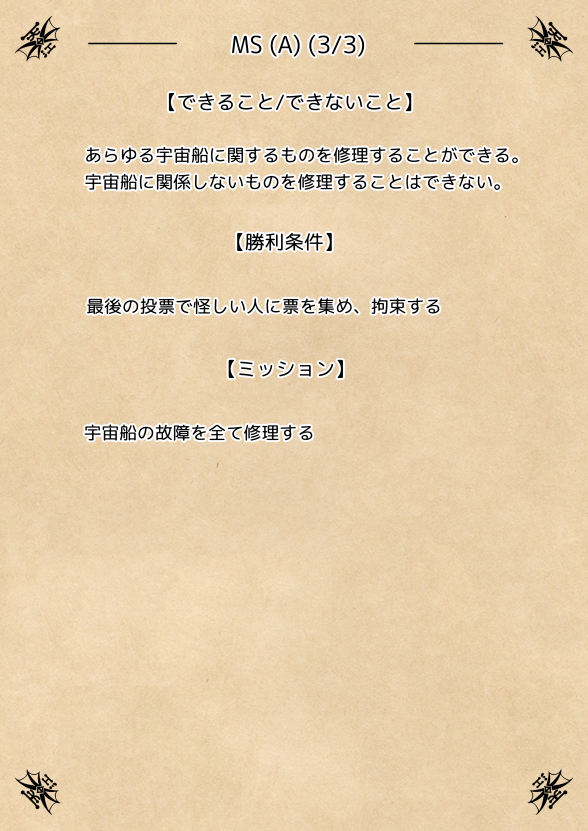 MS (A) (3/3)
【できること/できないこと】
あらゆる宇宙船に関するものを修理することができる。
宇宙船に関係しないものを修理することはできない。
【勝利条件】
最後の投票で怪しい人に票を集め、拘束する
【ミッション】
宇宙船の故障を全て修理する